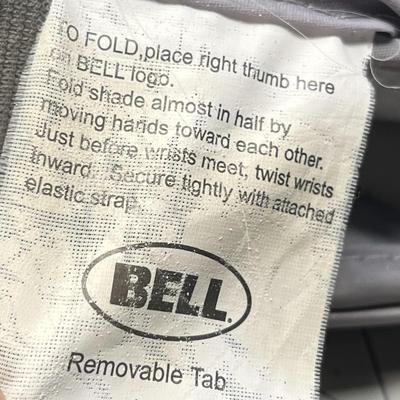 TO FOLD,place right thumb here
on BELL logo.
Fold shade almost in half by
moving hands toward each other.
Just before wrists meet, twist wrists
inward. Secure tightly with attached
elastic strap
BELL
Removable Tab